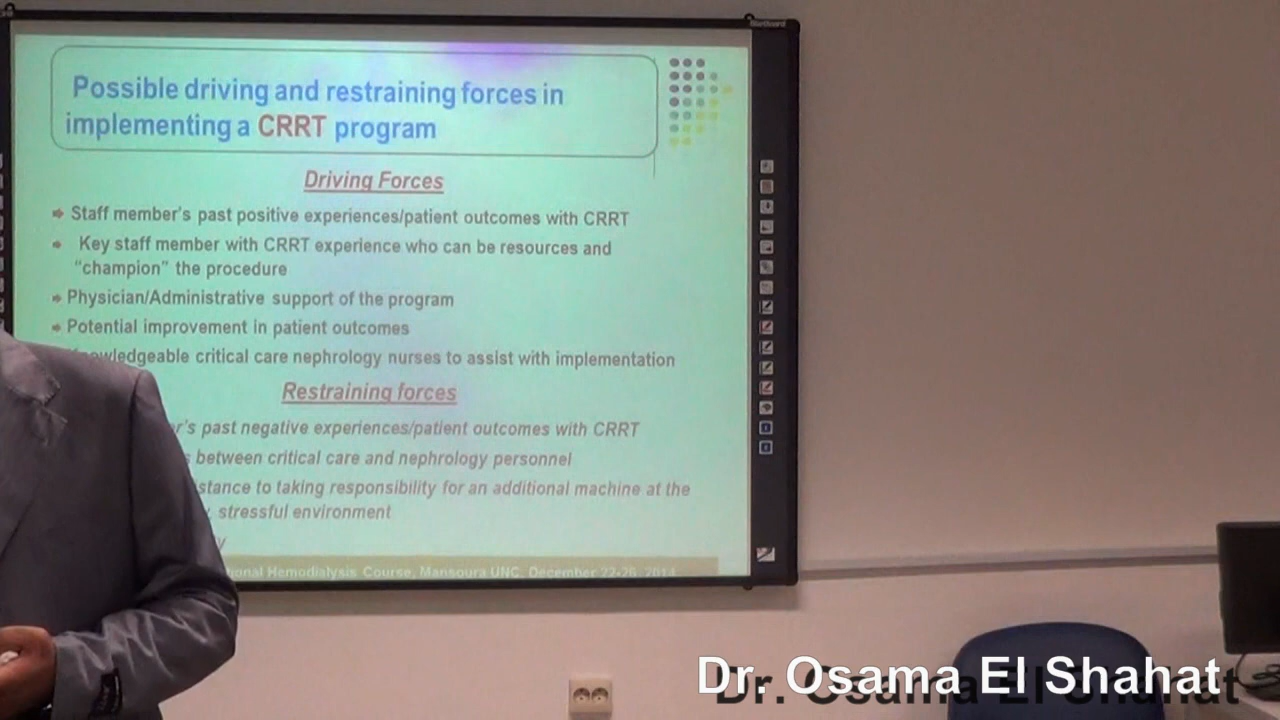 Possible driving and restraining forces in
implementing a CRRT program
Driving Forces
Staff member's past positive experiences/patient outcomes with CRRT
Key staff member with CRRT experience who can be resources and
"champion" the procedure
Physician/Administrative support of the program
Potential improvement in patient outcomes
Knowledgeable critical care nephrology nurses to assist with implementation
Restraining forces
past negative experiences/patient outcomes with CRRT
between critical care and nephrology personnel
to taking responsibility for an additional machine at the
stressful environment
Hemodialysis Course, Mansoura UNC, December 22-26, 2014
Dr. Osama El Shahat